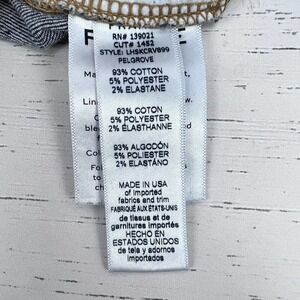 RN# 139021
CUT# 1452
STYLE: LHSKCRV899
PELGROVE
93% COTTON
5% POLYESTER
2% ELASTANE
93% COTON
5% POLYESTER
2% ÉLASTHANNE
93% ALGODÓN
5% POLIESTER
2% ELASTANO
MADE IN USA
of imported
fabrics and trim
FABRIQUÉ AUX ÉTATS-UNIS
de tissus et de
garnitures importés
HECHO EN
ESTADOS UNIDOS
de tela y adornos
importados